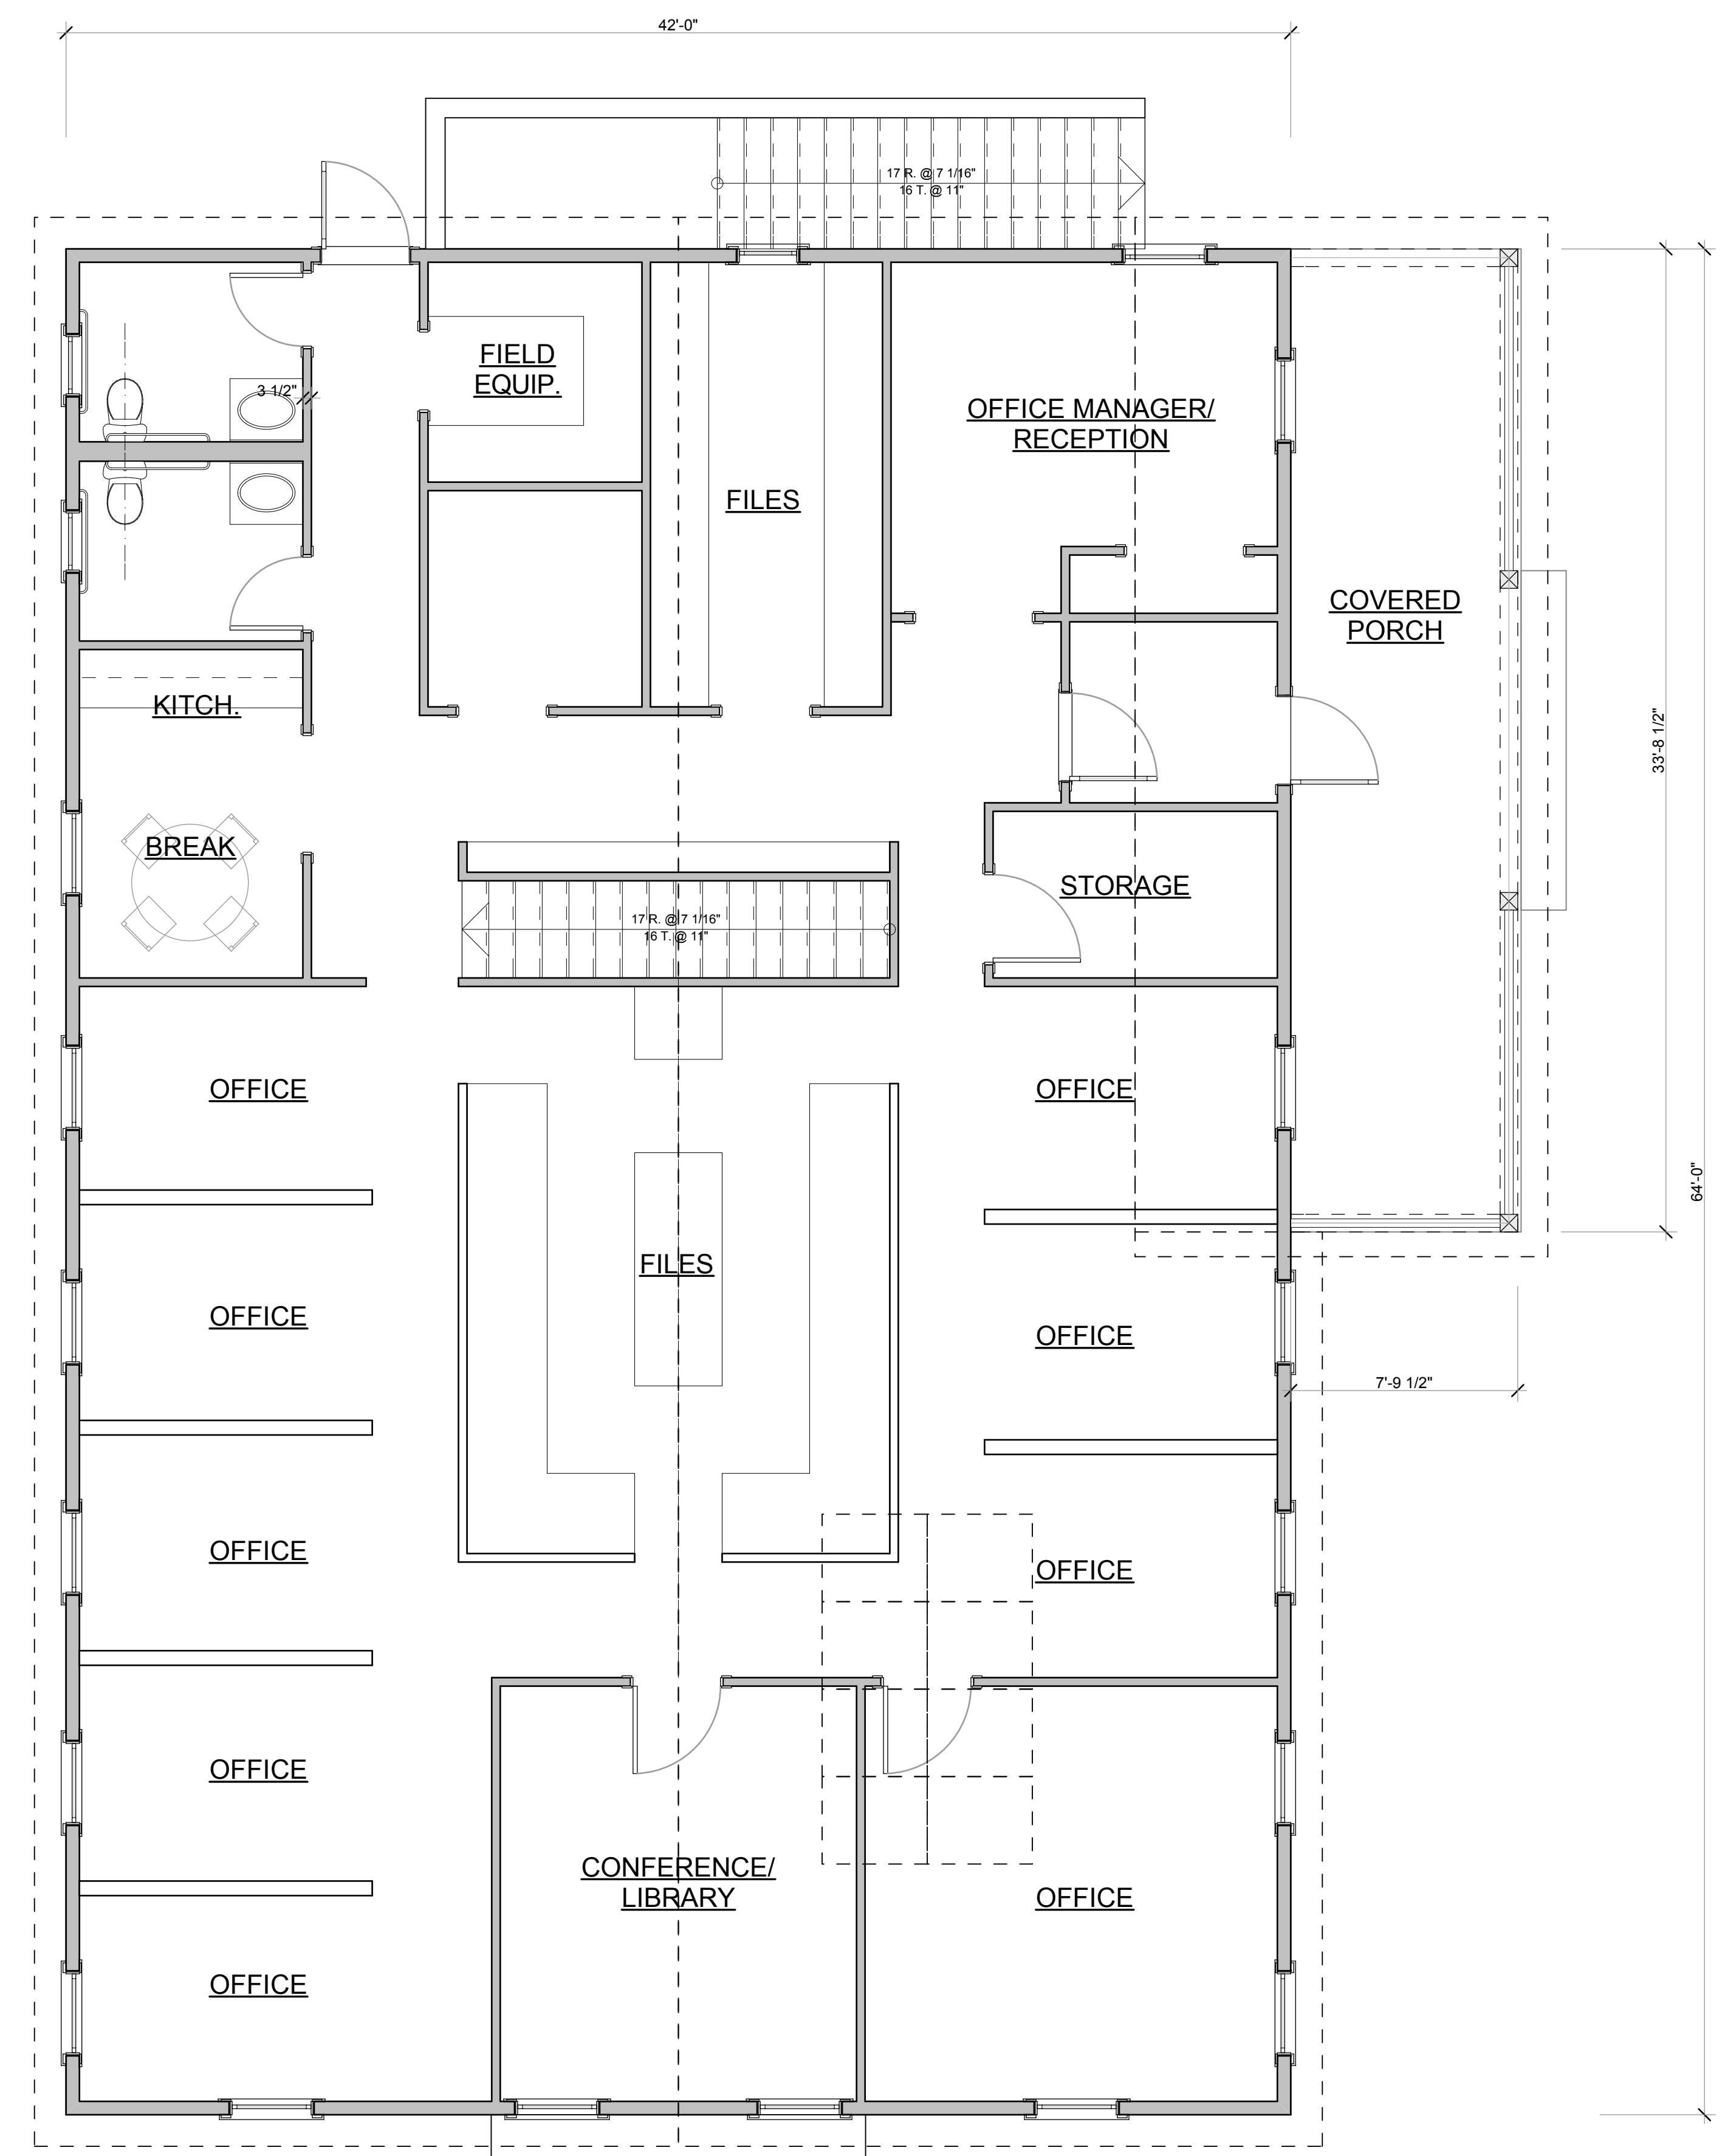 42'-0"
17 R. @ 7 1/16"
16 T. @ 11"
FIELD
EQUIP.
3 1/2"
OFFICE MANAGER/
RECEPTION
FILES
COVERED
PORCH
KITCH.
33'-8 1/2"
BREAK
STORAGE
17 R. @ 7 1/16"
16 T. @ 11"
OFFICE
OFFICE
64'-0"
FILES
OFFICE
OFFICE
7'-9 1/2"
OFFICE
OFFICE
OFFICE
CONFERENCE/
LIBRARY
OFFICE
OFFICE